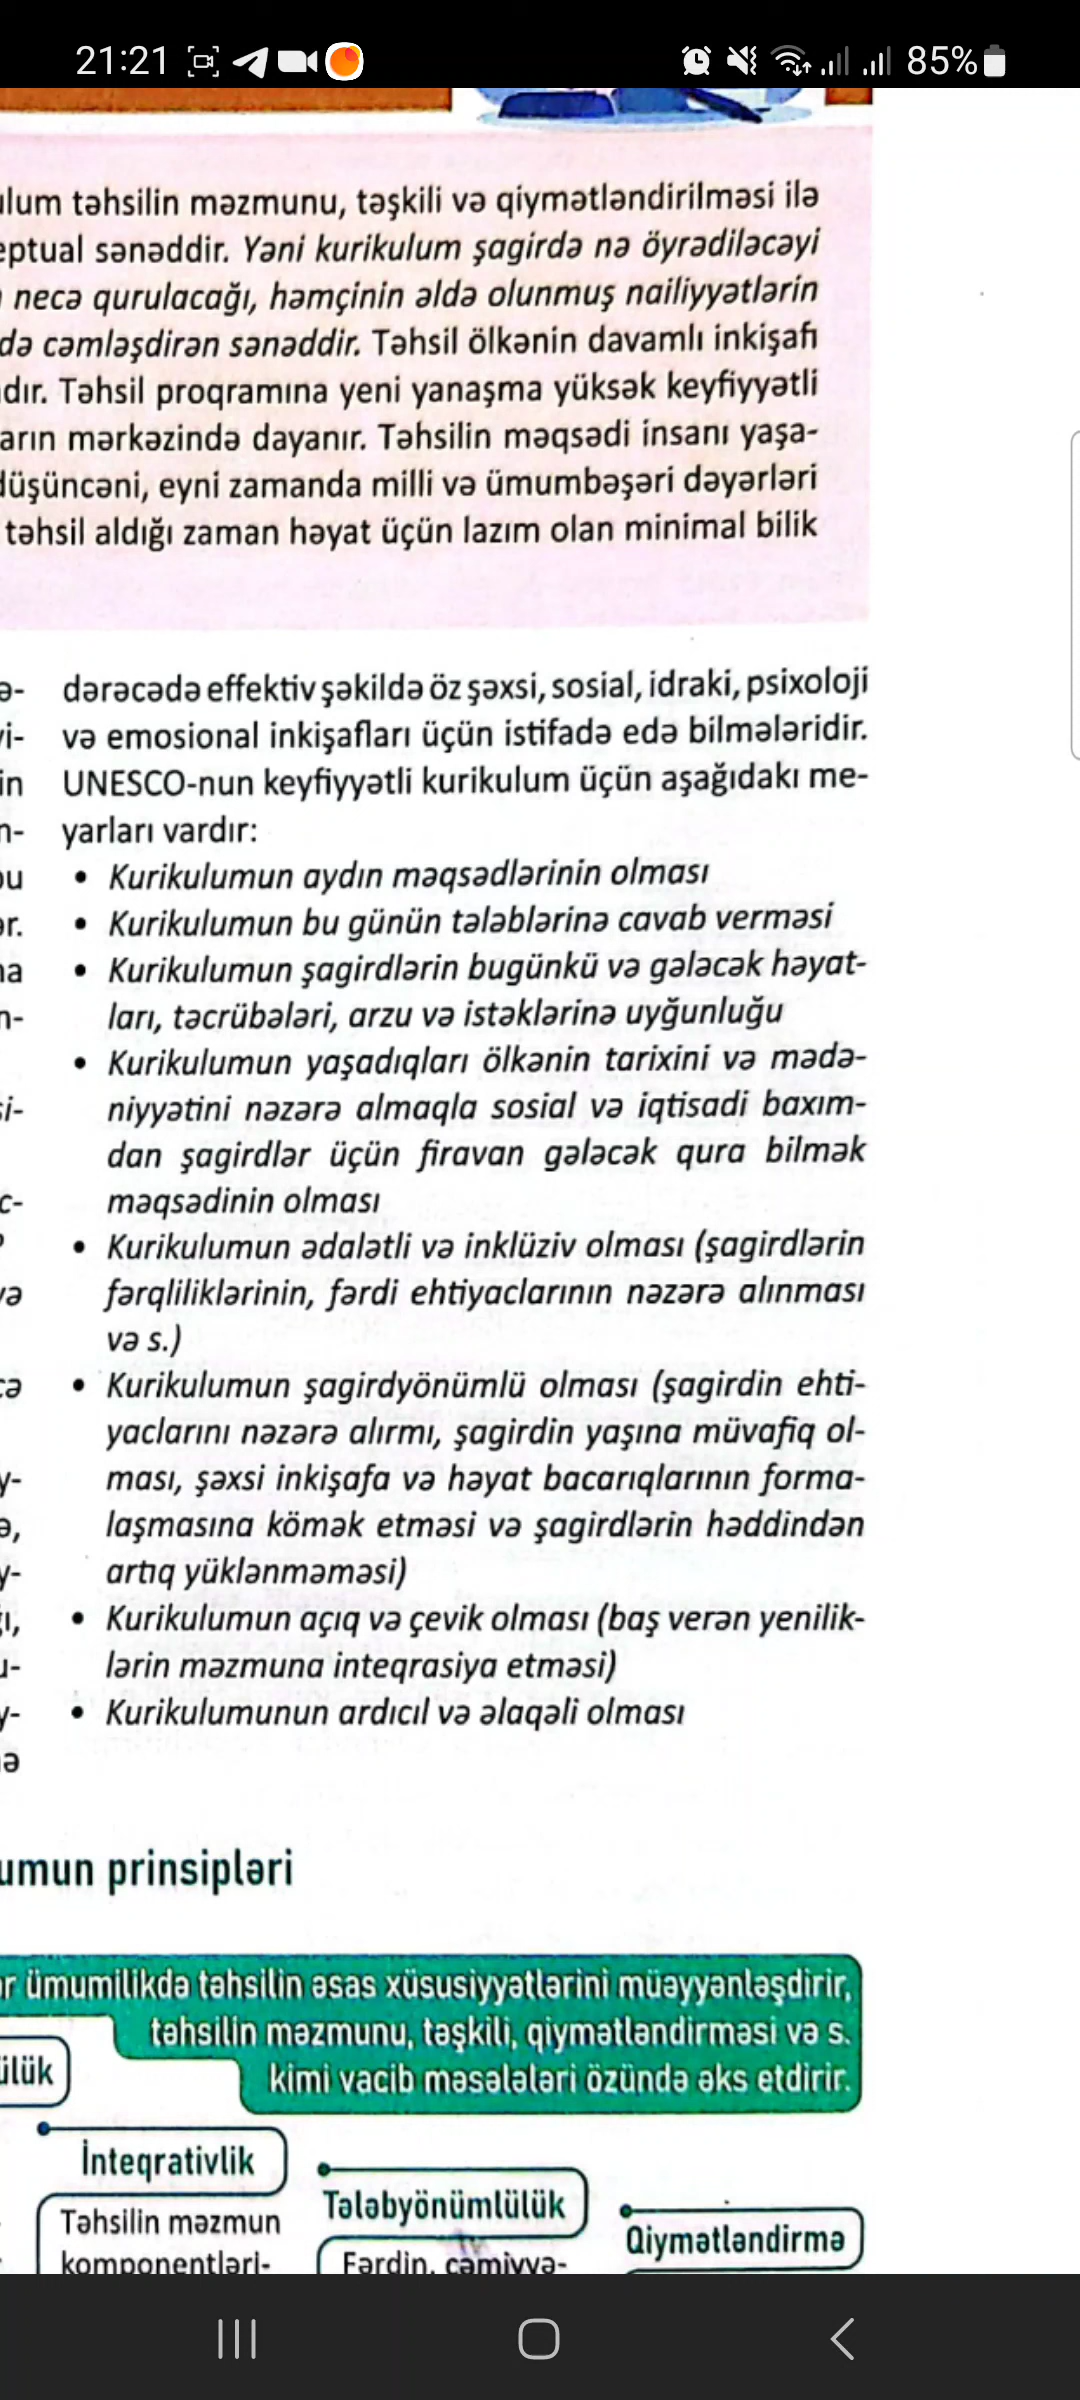 21:21
85%
təhsilin məzmunu, təşkili və qiymətləndirilməsi ilə
sənəddir. Yəni kurikulum şagirdə nə öyrədiləcəyi
necə qurulacağı, həmçinin əldə olunmuş nailiyyətlərin
cəmləşdirən sənəddir. Təhsil ölkənin davamlı inkişafı
Təhsil proqramına yeni yanaşma yüksək keyfiyyətli
mərkəzində dayanır. Təhsilin məqsədi insanı yaşa-
düşüncəni, eyni zamanda milli və ümumbəşəri dəyərləri
təhsil aldığı zaman həyat üçün lazım olan minimal bilik
dərəcədə effektiv şəkildə öz şəxsi, sosial, idraki, psixoloji
və emosional inkişafları üçün istifadə edə bilmələridir.
UNESCO-nun keyfiyyətli kurikulum üçün aşağıdakı me-
yarları vardır:
• Kurikulumun aydın məqsədlərinin olması
• Kurikulumun bu günün tələblərinə cavab verməsi
• Kurikulumun şagirdlərin bugünkü və gələcək həyat-
ları, təcrübələri, arzu və istəklərinə uyğunluğu
• Kurikulumun yaşadıqları ölkənin tarixini və mədə-
niyyətini nəzərə almaqla sosial və iqtisadi baxım-
dan şagirdlər üçün firavan gələcək qura bilmək
məqsədinin olması
• Kurikulumun ədalətli və inklüziv olması (şagirdlərin
fərqliliklərinin, fərdi ehtiyaclarının nəzərə alınması
və s.)
• Kurikulumun şagirdyönümlü olması (şagirdin ehti-
yaclarını nəzərə alırmı, şagirdin yaşına müvafiq ol-
ması, şəxsi inkişafa və həyat bacarıqlarının forma-
laşmasına kömək etməsi və şagirdlərin həddindən
artıq yüklənməməsi)
• Kurikulumun açıq və çevik olması (baş verən yenilik-
lərin məzmuna inteqrasiya etməsi)
• Kurikulumunun ardıcıl və əlaqəli olması
umun prinsipləri
ümumilikdə təhsilin əsas xüsusiyyətlərini müəyyənləşdirir,
təhsilin məzmunu, təşkili, qiymətləndirməsi və s.
kimi vacib məsələləri özündə əks etdirir.
ülük
İnteqrativlik
Təhsilin məzmun
komponentləri-
Tələbyönümlülük
Fərdin, cəmiyyə-
Qiymətləndirmə